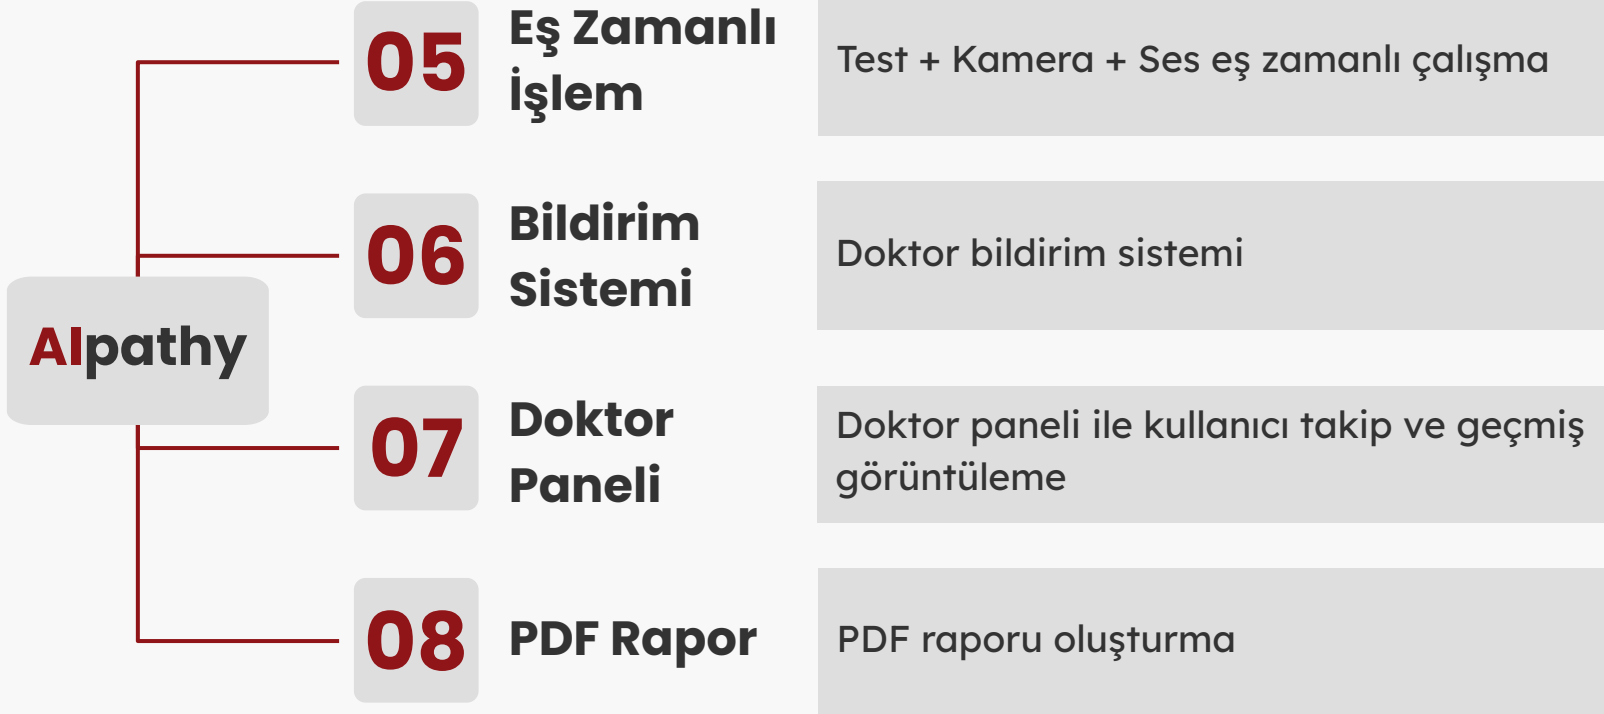 05
Eş Zamanlı
İşlem
Test + Kamera + Ses eş zamanlı çalışma
06
Bildirim
Sistemi
Doktor bildirim sistemi
AIpathy
07
Doktor
Paneli
Doktor paneli ile kullanıcı takip ve geçmiş
görüntüleme
08
PDF Rapor
PDF raporu oluşturma